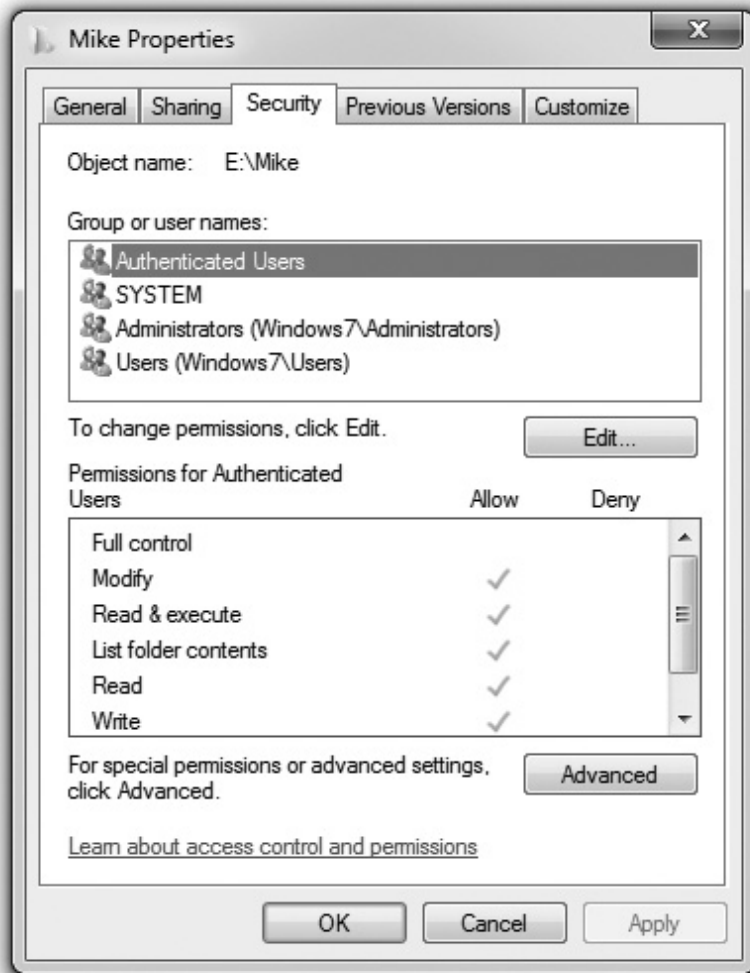 Mike Properties
X
General Sharing Security Previous Versions Customize
Object name: E:\Mike
Group or user names:
Authenticated Users
SYSTEM
Administrators (Windows7\Administrators)
Users (Windows7\Users)
To change permissions, click Edit.
Edit...
Permissions for Authenticated
Users Allow Deny
Full control
Modify
Read & execute
List folder contents
Read
Write
For special permissions or advanced settings,
click Advanced.
Advanced
Learn about access control and permissions
OK Cancel Apply